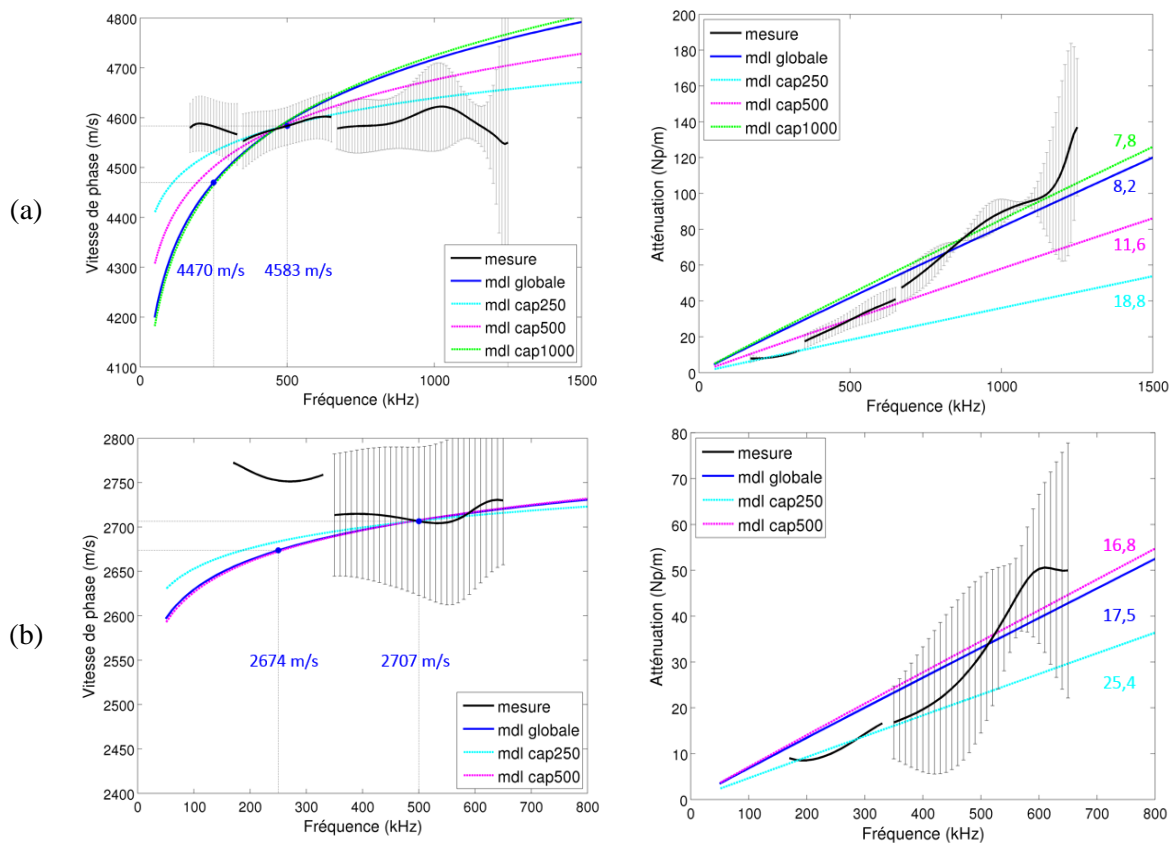 (a)
Vitesse de phase (m/s)
4800
4700
4600
4500
4400
4300
4200
4100
4470 m/s
4583 m/s
mesure
mdl globale
mdl cap250
mdl cap500
mdl cap1000
0
500
1000
1500
Fréquence (kHz)
Atténuation (Np/m)
200
180
160
140
120
100
80
60
40
20
0
mesure
mdl globale
mdl cap250
mdl cap500
mdl cap1000
7,8
8,2
11,6
18,8
500
1000
1500
Fréquence (kHz)
(b)
Vitesse de phase (m/s)
2800
2750
2700
2650
2600
2550
2500
2450
2400
2674 m/s
2707 m/s
mesure
mdl globale
mdl cap250
mdl cap500
0
100
200
300
400
500
600
700
800
Fréquence (kHz)
Atténuation (Np/m)
80
70
60
50
40
30
20
10
0
mesure
mdl globale
mdl cap250
mdl cap500
16,8
17,5
25,4
0
100
200
300
400
500
600
700
800
Fréquence (kHz)